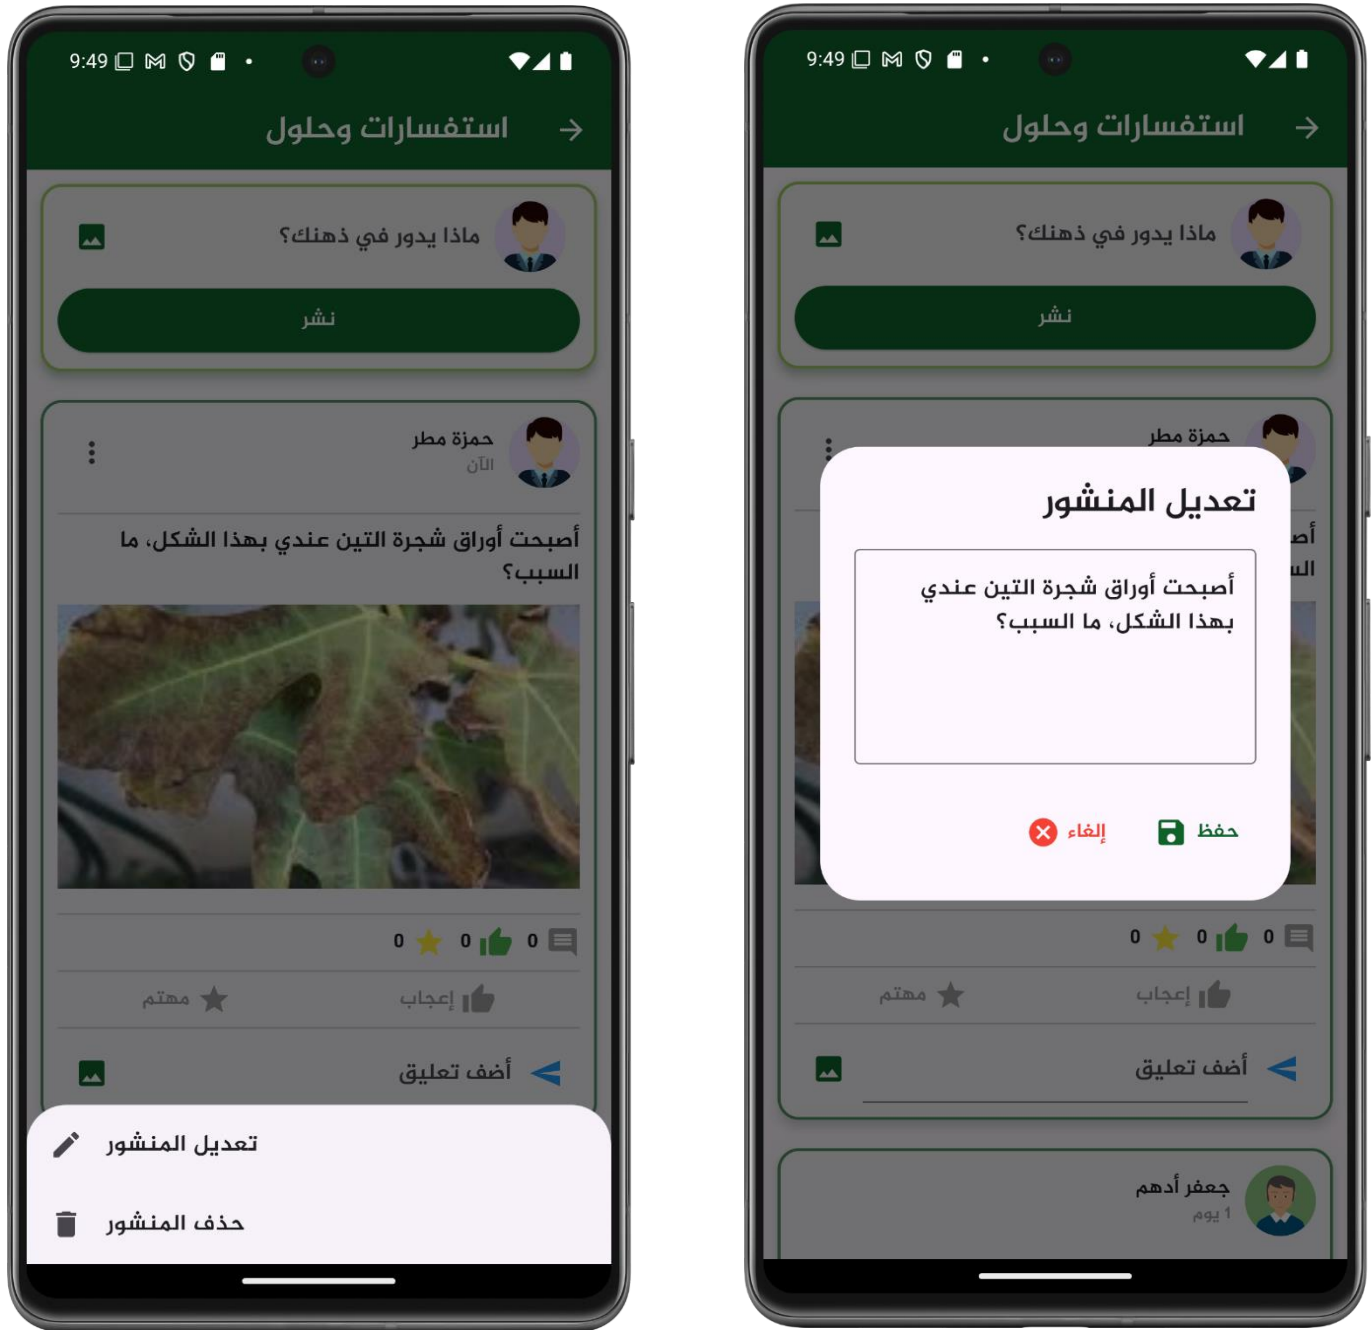 9:49
استفسارات وحلول
ماذا يدور في ذهنك؟
نشر
حمزة مطر
الآن
أصبحت أوراق شجرة التين عندي بهذا الشكل، ما
السبب؟
0 0 0
إعجاب مهتم
أضف تعليق
تعديل المنشور
حذف المنشور
9:49
استفسارات وحلول
ماذا يدور في ذهنك؟
نشر
حمزة مطر
أص
الس
تعديل المنشور
أصبحت أوراق شجرة التين عندي
بهذا الشكل، ما السبب؟
حفظ إلغاء
0 0 0
إعجاب مهتم
أضف تعليق
جعفر أدهم
1 يوم